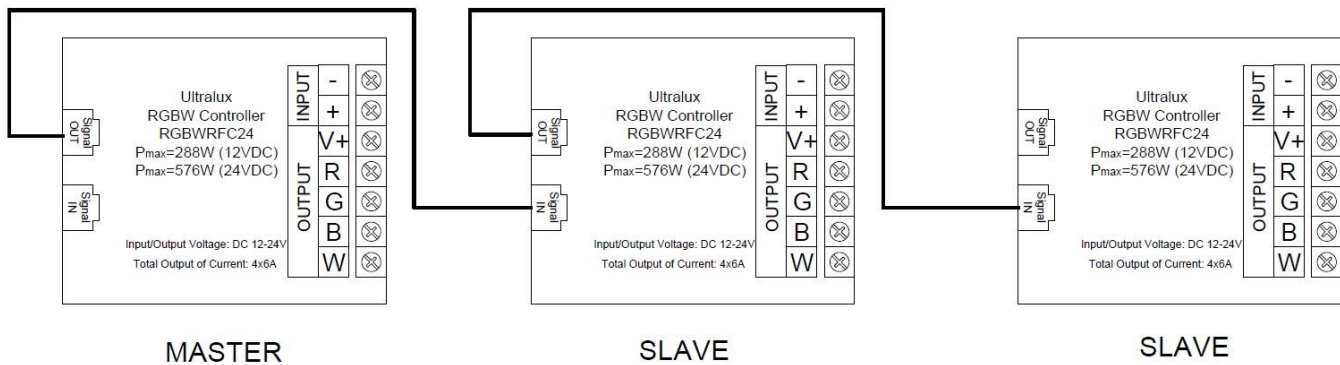 Signal
OUT
Signal
IN
Ultralux
RGBW Controller
RGBWRFC24
Pmax=288W (12VDC)
Pmax=576W (24VDC)
Input/Output Voltage: DC 12-24V
Total Output of Current: 4x6A
INPUT
OUTPUT
-
+
V+
R
G
B
W
MASTER
Signal
OUT
Signal
IN
Ultralux
RGBW Controller
RGBWRFC24
Pmax=288W (12VDC)
Pmax=576W (24VDC)
Input/Output Voltage: DC 12-24V
Total Output of Current: 4x6A
INPUT
OUTPUT
-
+
V+
R
G
B
W
SLAVE
Signal
OUT
Signal
IN
Ultralux
RGBW Controller
RGBWRFC24
Pmax=288W (12VDC)
Pmax=576W (24VDC)
Input/Output Voltage: DC 12-24V
Total Output of Current: 4x6A
INPUT
OUTPUT
-
+
V+
R
G
B
W
SLAVE